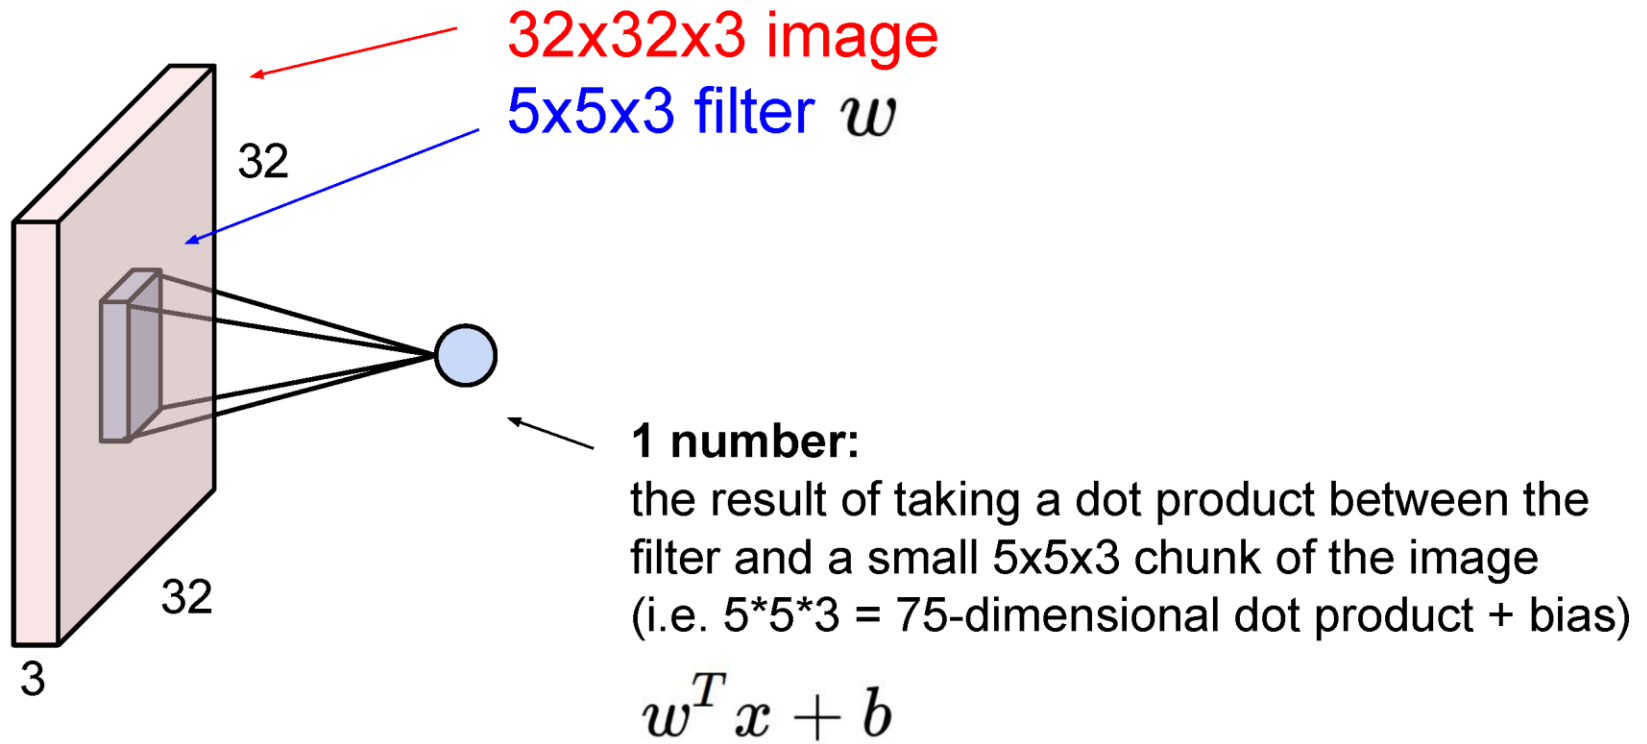 32x32x3 image
5x5x3 filter w
32
32
3
1 number:
the result of taking a dot product between the
filter and a small 5x5x3 chunk of the image
(i.e. 5*5*3 = 75-dimensional dot product + bias)
w^T x + b